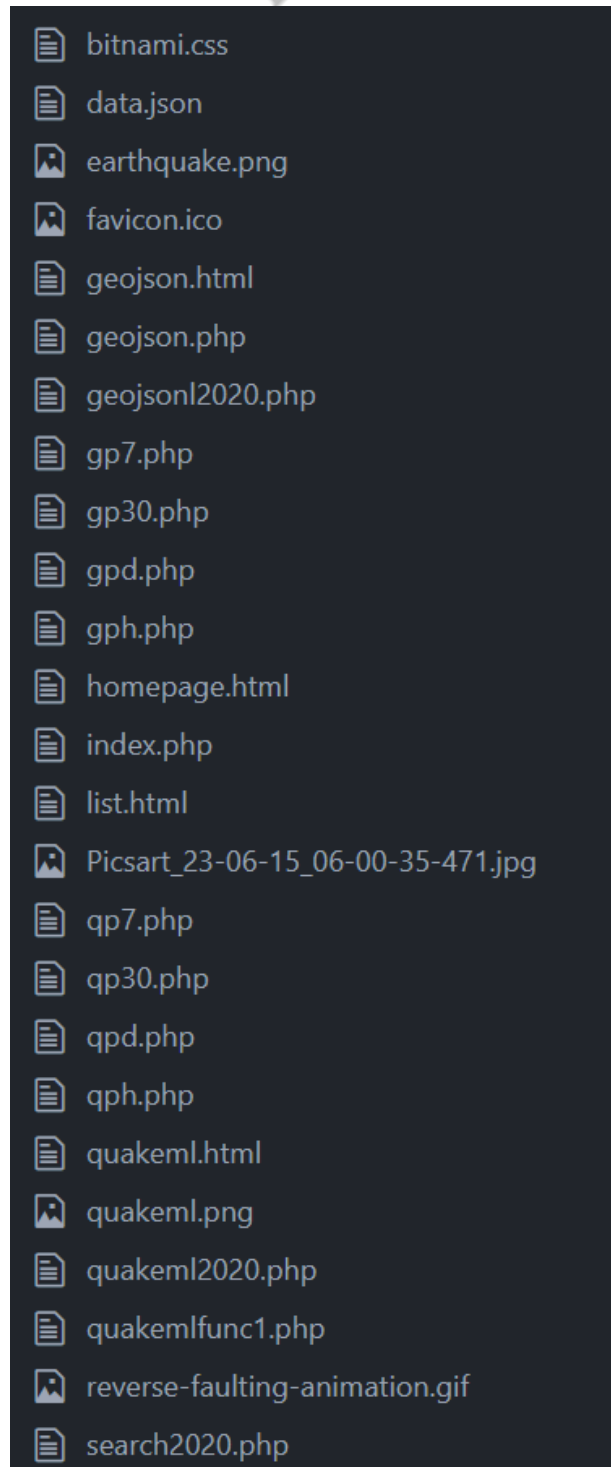 bitnami.css
data.json
earthquake.png
favicon.ico
geojson.html
geojson.php
geojsonl2020.php
gp7.php
gp30.php
gpd.php
gph.php
homepage.html
index.php
list.html
Picsart_23-06-15_06-00-35-471.jpg
qp7.php
qp30.php
qpd.php
qph.php
quakeml.html
quakeml.png
quakeml2020.php
quakemlfunc1.php
reverse-faulting-animation.gif
search2020.php